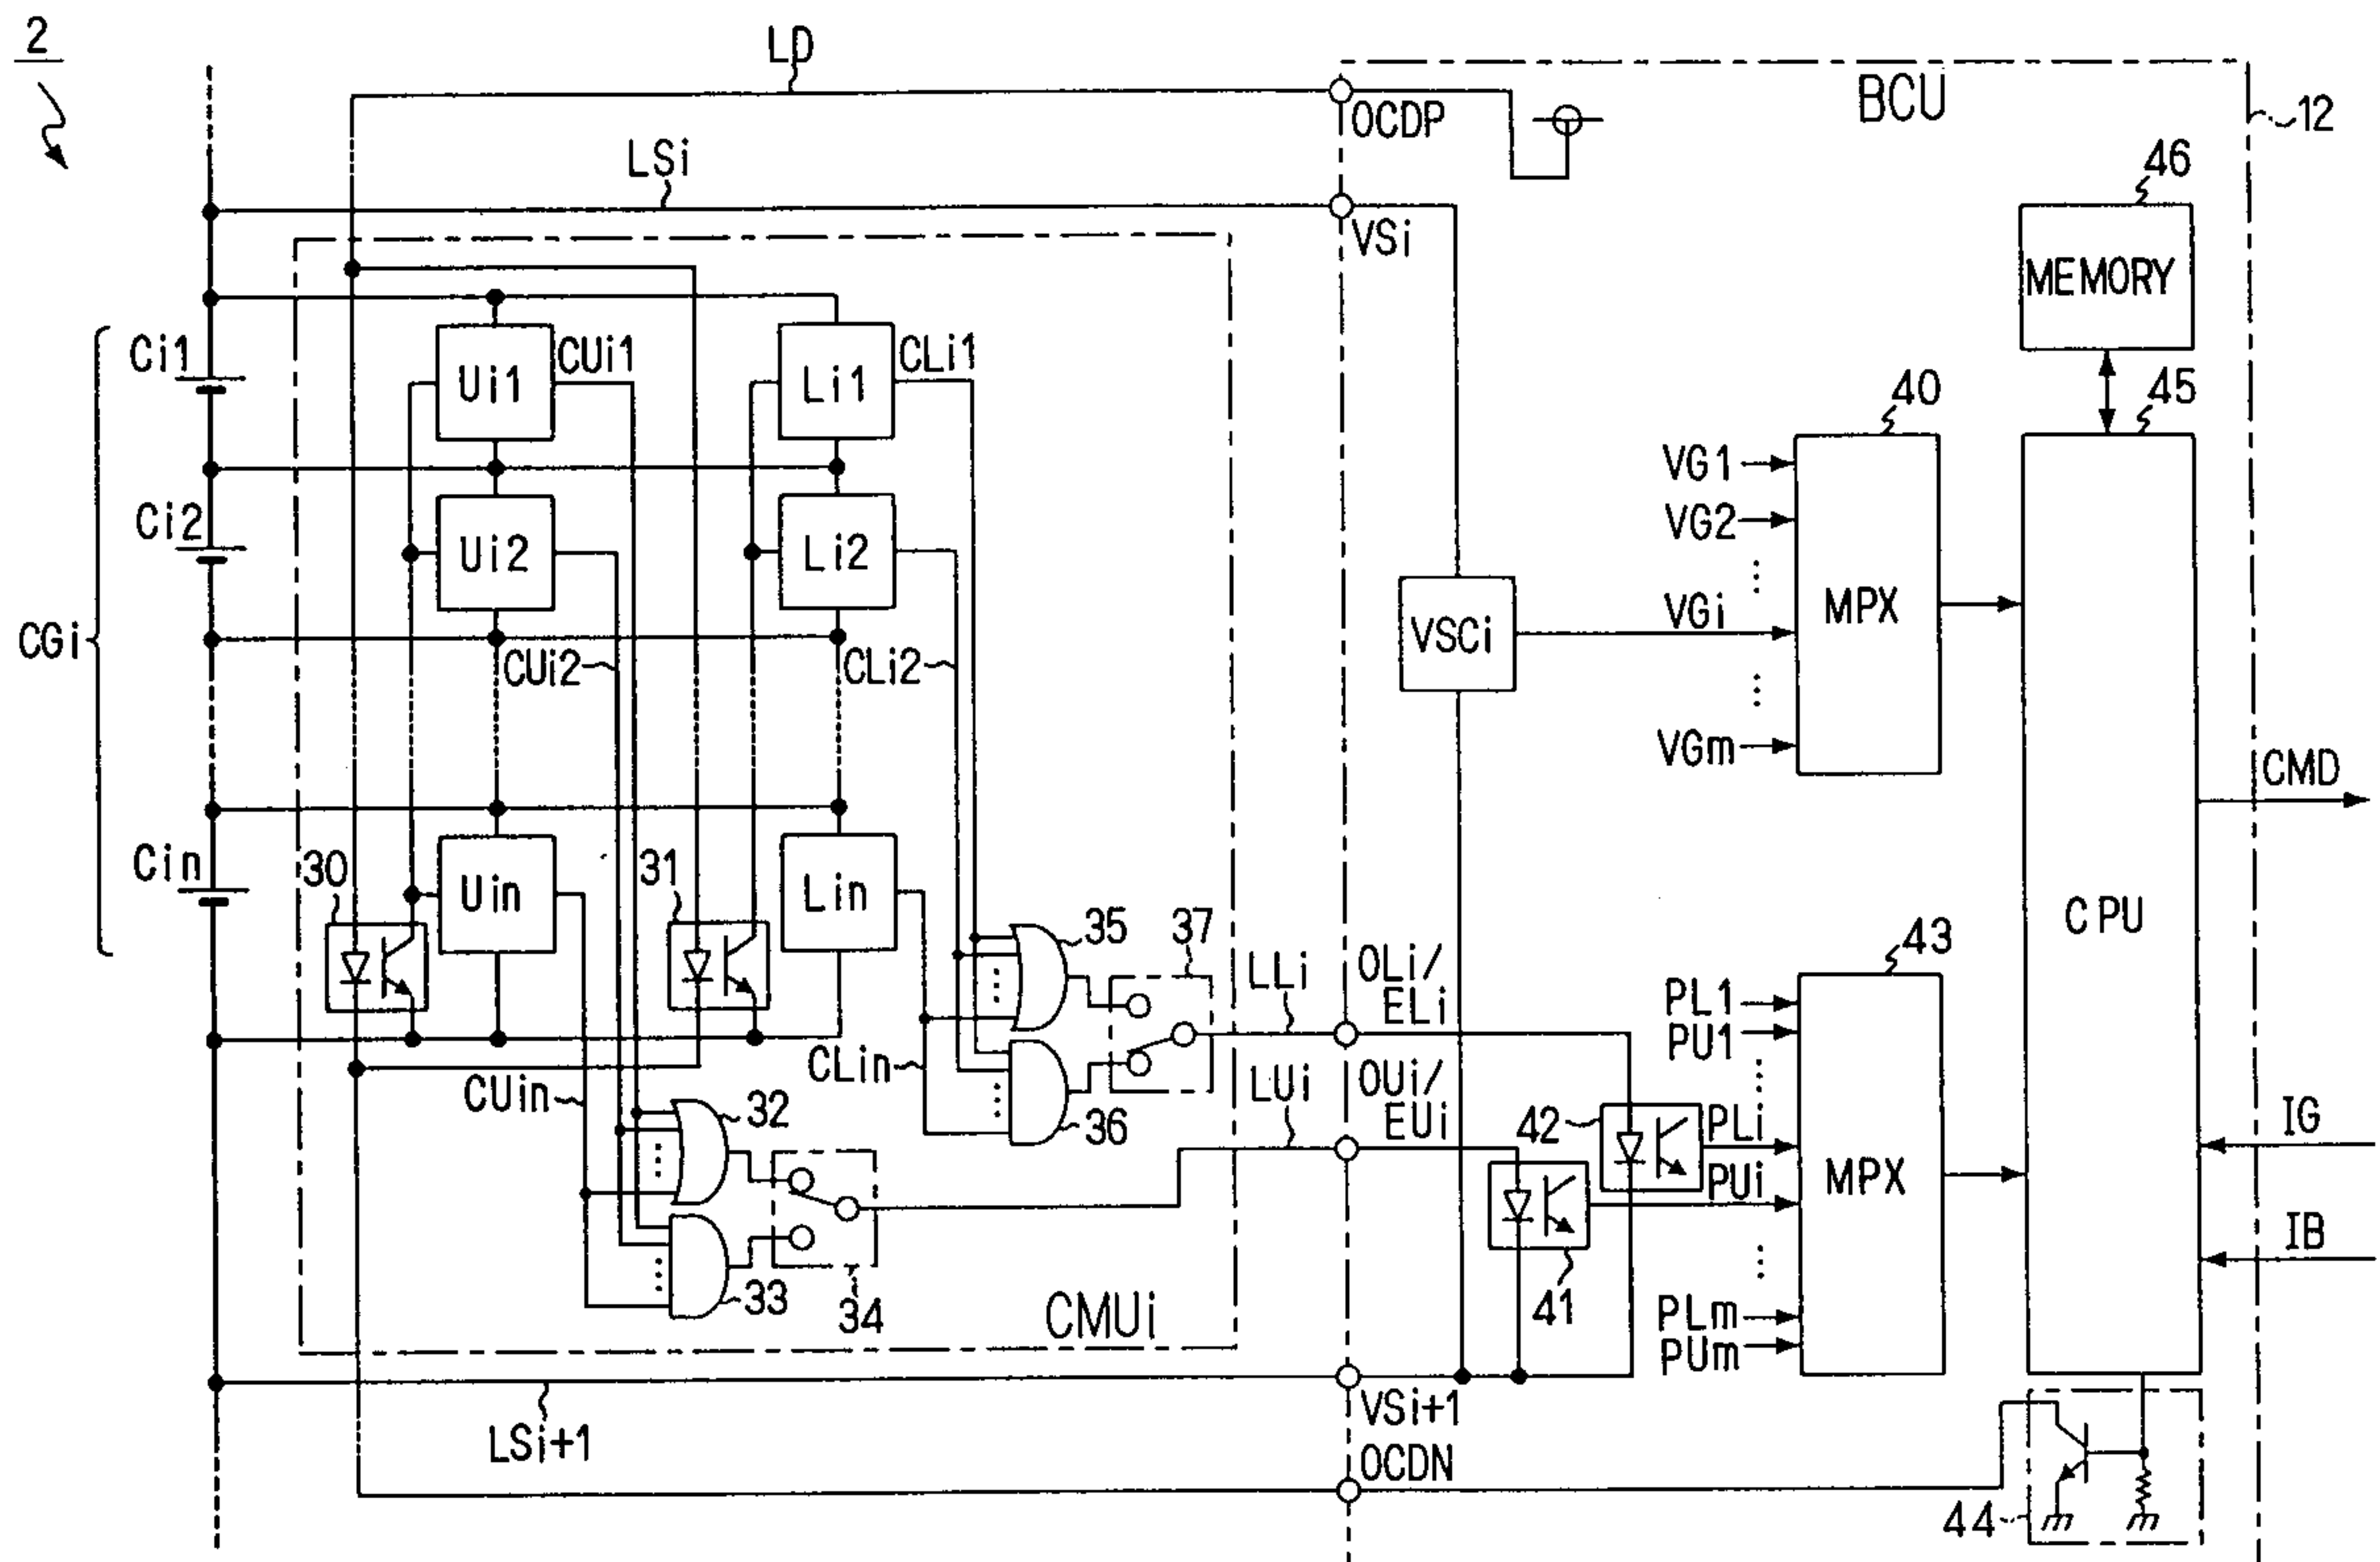 2
LD
BCU
12
OCDP
LSi
VSi
46
MEMORY
45
40
Ci1
Ui1
CUi1
Li1
CLi1
VG1
VG2
Ci2
Ui2
Li2
VGi
MPX
VSCi
CGi
CUi2
CLi2
VGm
CMD
Cin
30
Uin
31
Lin
CPU
35
37
43
LLi
OLi/
ELi
PL1
PU1
CLin
CUin
LUi
OUi/
EUi
32
36
42
PLi
IG
PUi
MPX
IB
33
34
41
CMUi
PLm
PUm
VSi+1
LSi+1
OCDN
44